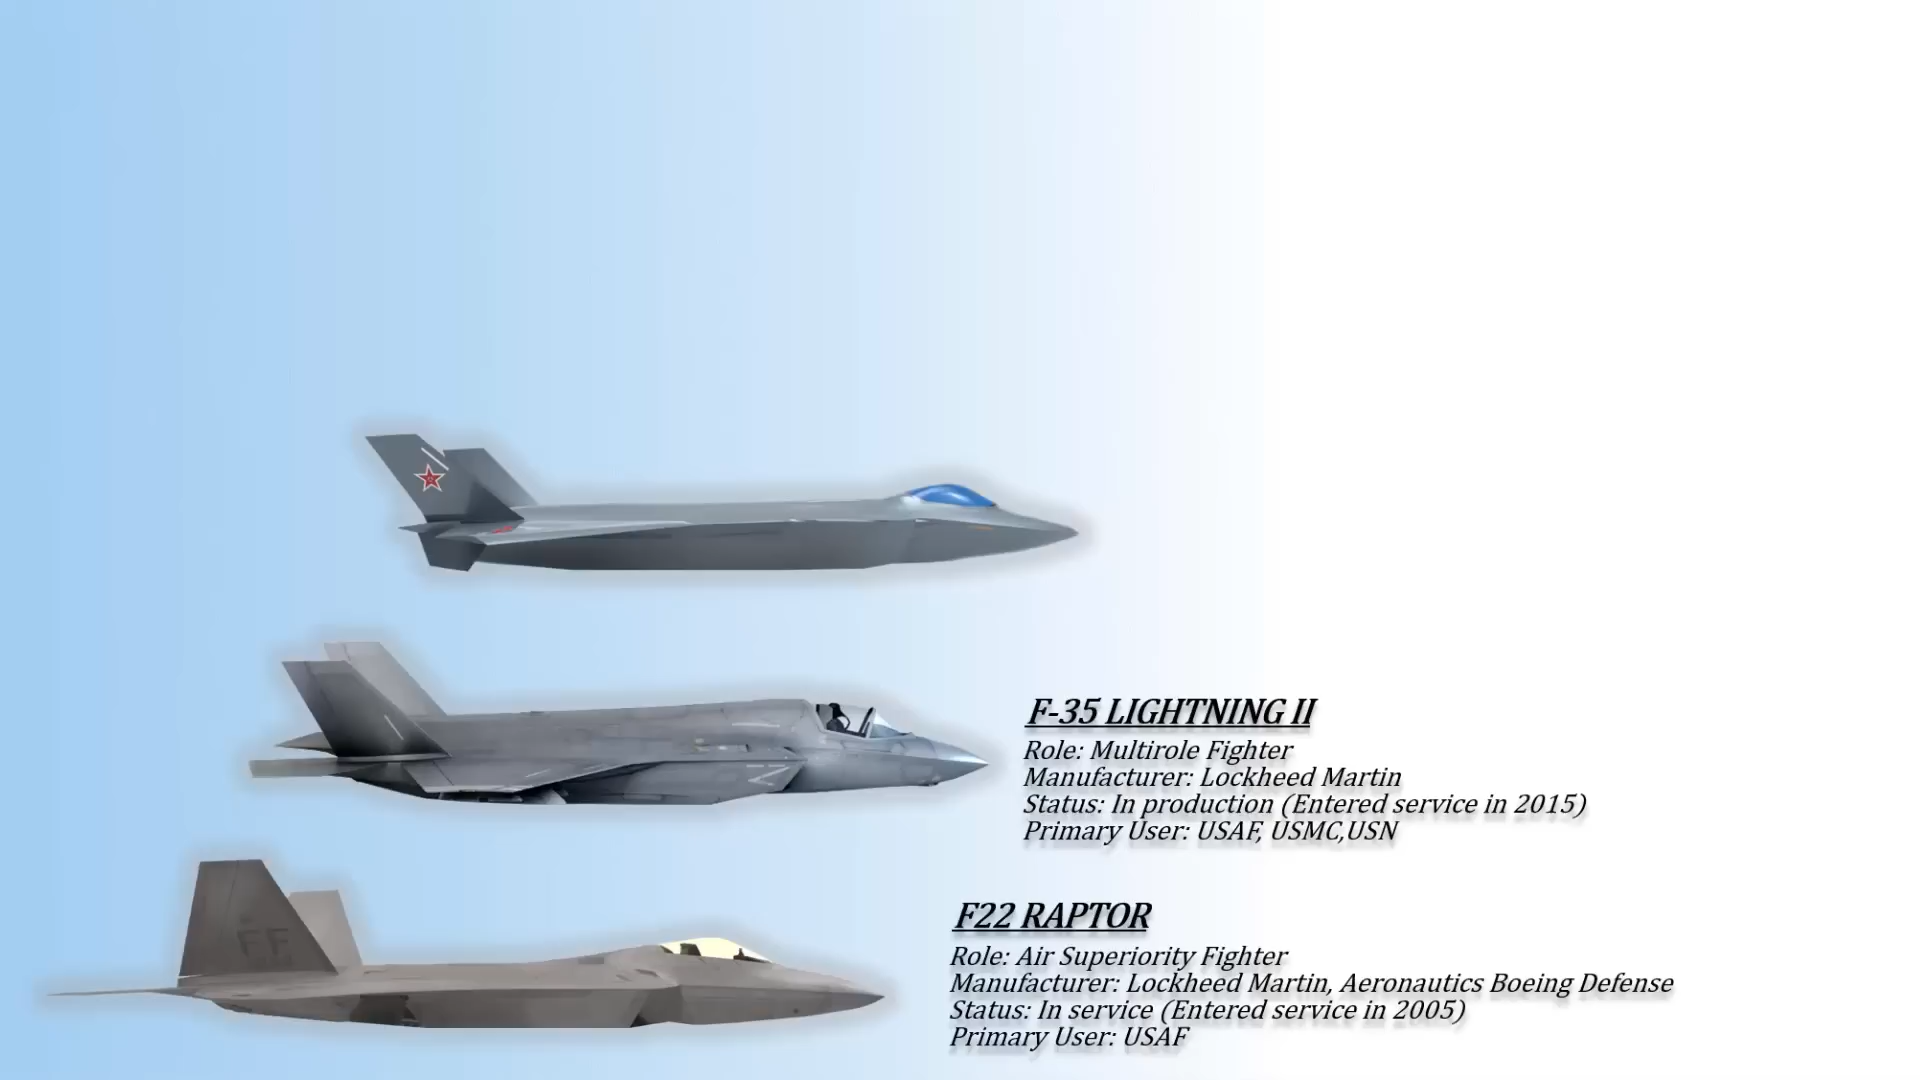 F-35 LIGHTNING II
Role: Multirole Fighter
Manufacturer: Lockheed Martin
Status: In production (Entered service in 2015)
Primary User: USAF, USMC,USN
FF
F22 RAPTOR
Role: Air Superiority Fighter
Manufacturer: Lockheed Martin, Aeronautics Boeing Defense
Status: In service (Entered service in 2005)
Primary User: USAF